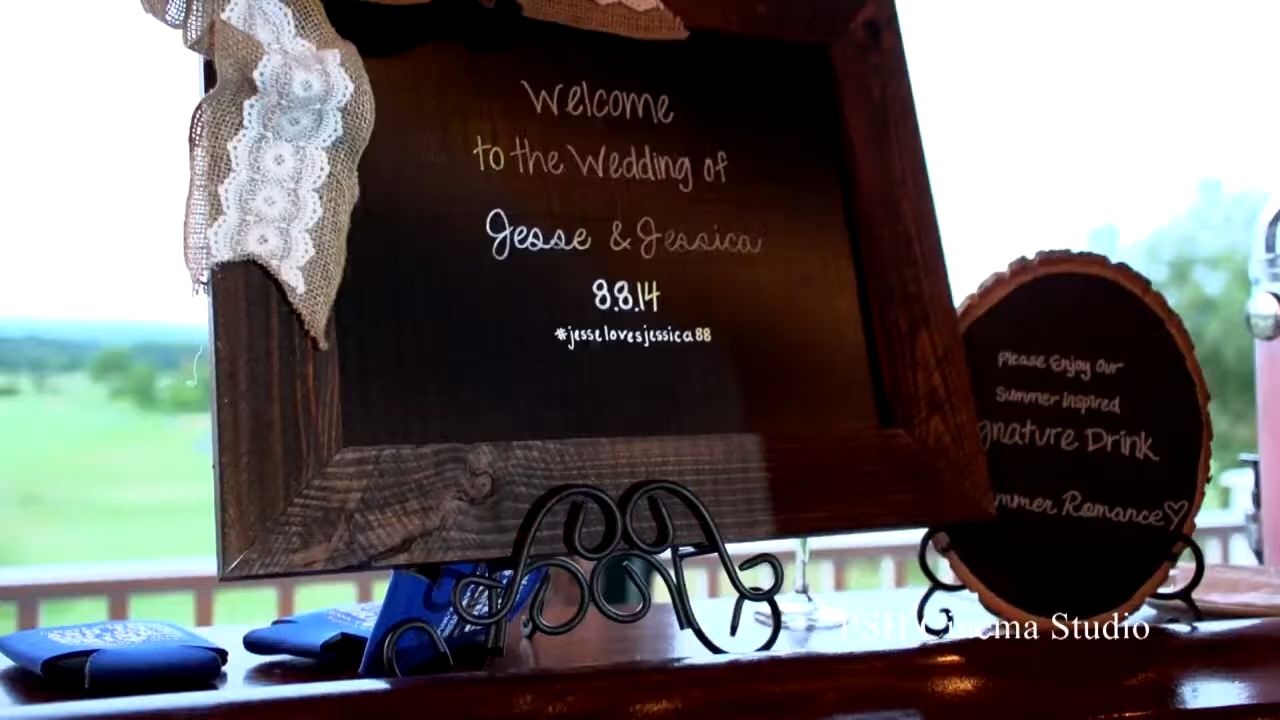 Welcome
to the Wedding of
Jesse & Jessica
8.8.14
#jesselovesjessica88
Please Enjoy Our
Summer Inspired
gnature Drink
mmer Romance♡
PSH Cinema Studio